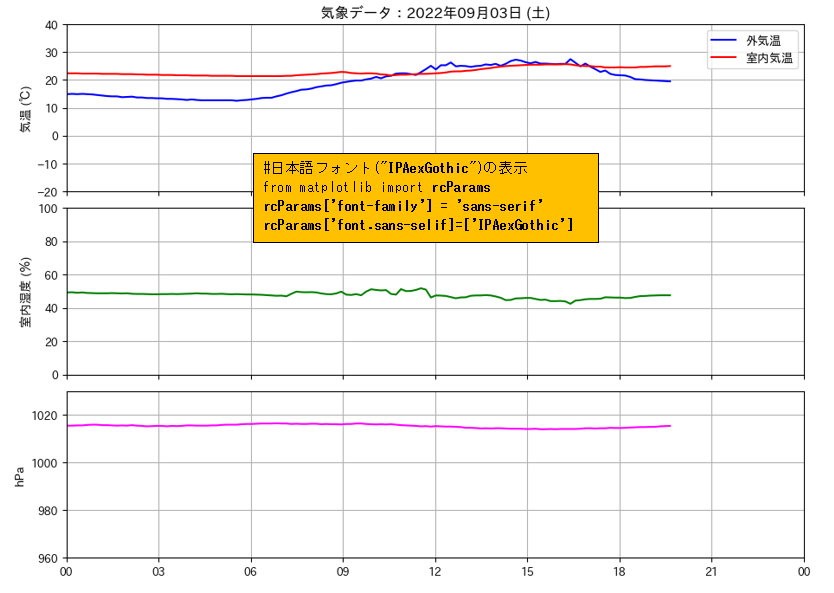 気象データ：2022年09月03日 (土)
40
30
20
10
0
−10
−20
気温 (℃)
外気温
室内気温
#日本語フォント("IPAexGothic")の表示
from matplotlib import rcParams
rcParams['font-family'] = 'sans-serif'
rcParams['font.sans-selif]=['IPAexGothic']
100
80
60
40
20
0
室内湿度 (%)
1020
1000
980
960
hPa
00 03 06 09 12 15 18 21 00